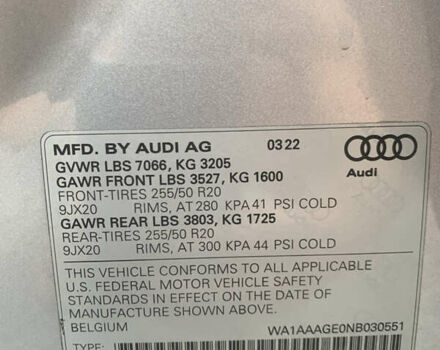 MFD. BY AUDI AG 03 22
GVWR LBS 7066, KG 3205
GAWR FRONT LBS 3527, KG 1600
FRONT-TIRES 255/50 R20
9JX20 RIMS, AT 280 KPA 41 PSI COLD
GAWR REAR LBS 3803, KG 1725
REAR-TIRES 255/50 R20
9JX20 RIMS, AT 300 KPA 44 PSI COLD
Audi
THIS VEHICLE CONFORMS TO ALL APPLICABLE
U.S. FEDERAL MOTOR VEHICLE SAFETY
STANDARDS IN EFFECT ON THE DATE OF
MANUFACTURE SHOWN ABOVE.
BELGIUM WA1AAAGE0NB030551
TYPE: